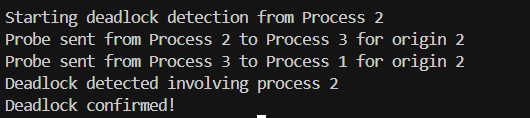 Starting deadlock detection from Process 2
Probe sent from Process 2 to Process 3 for origin 2
Probe sent from Process 3 to Process 1 for origin 2
Deadlock detected involving process 2
Deadlock confirmed!